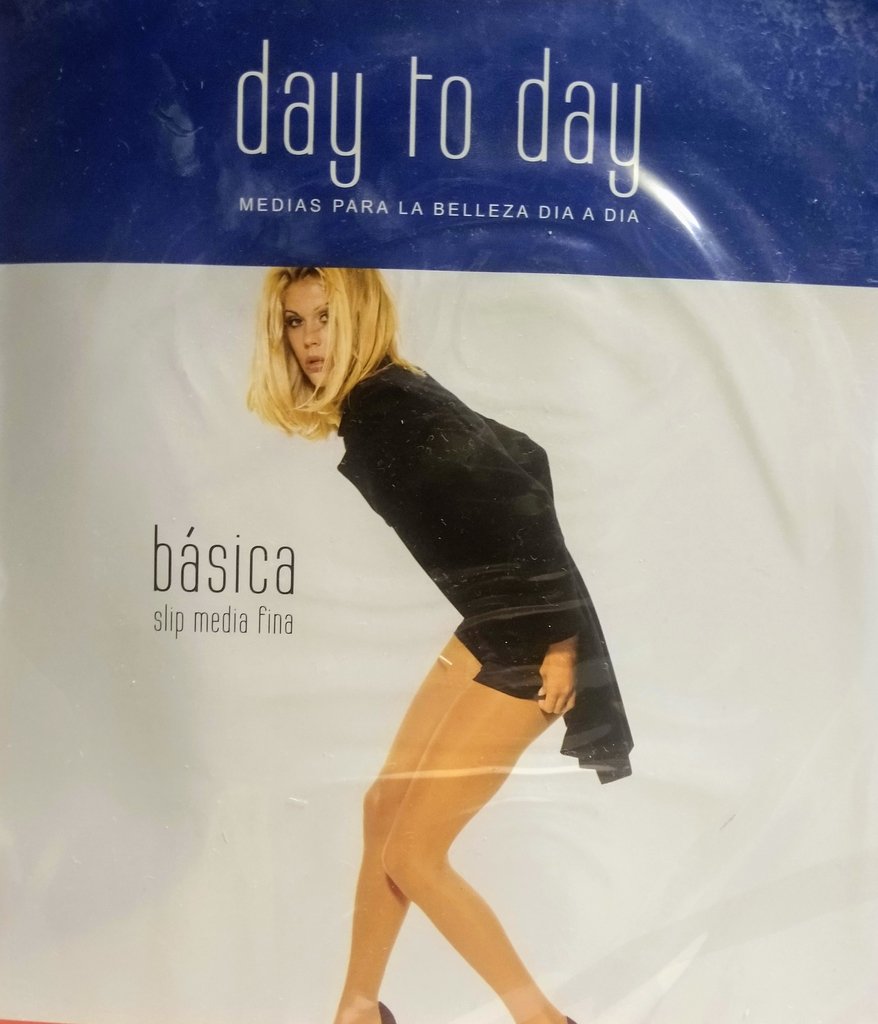 day to day
MEDIAS PARA LA BELLEZA DIA A DIA
básica
slip media fina